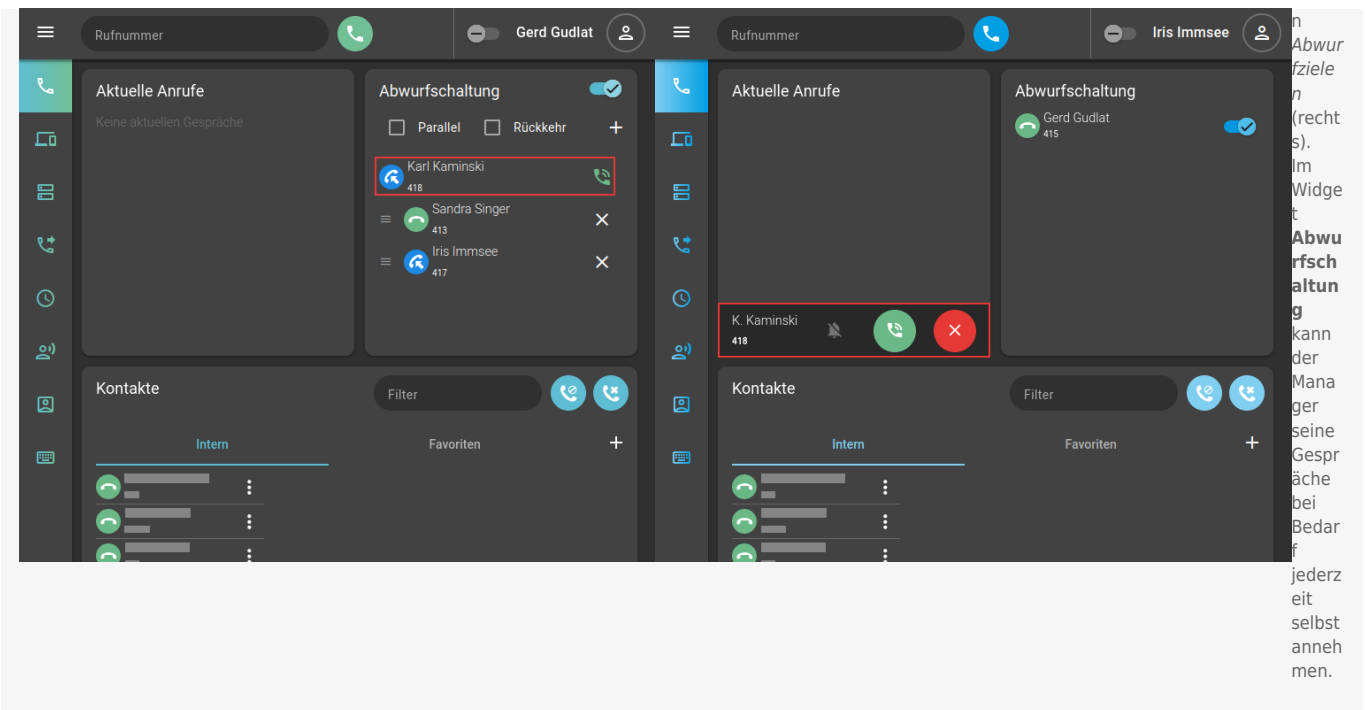 Rufnummer
Gerd Gudlat
Aktuelle Anrufe
Keine aktuellen Gespräche
Abwurfschaltung
Parallel
Rückkehr
Karl Kaminski
418
Sandra Singer
413
Iris Immsee
417
Kontakte
Filter
Intern
Favoriten
Rufnummer
Iris Immsee
Aktuelle Anrufe
K. Kaminski
418
Abwurfschaltung
Gerd Gudlat
415
Kontakte
Filter
Intern
Favoriten
n
Abwur
fziele
n
(recht
s).
Im
Widge
t
Abwu
rfsch
altun
g
kann
der
Mana
ger
seine
Gespr
äche
bei
Bedar
f
jederz
eit
selbst
anneh
men.